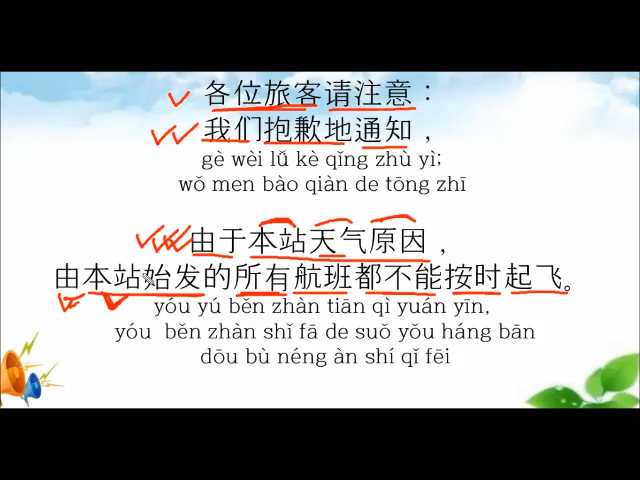 各位旅客请注意：
我们抱歉地通知，
gè wèi lǚ kè qǐng zhù yì;
wǒ men bào qiàn de tōng zhī
由于本站天气原因，
由本站始发的所有航班都不能按时起飞。
yóu yú běn zhàn tiān qì yuán yīn,
yóu běn zhàn shǐ fā de suǒ yǒu háng bān
dōu bù néng àn shí qǐ fēi